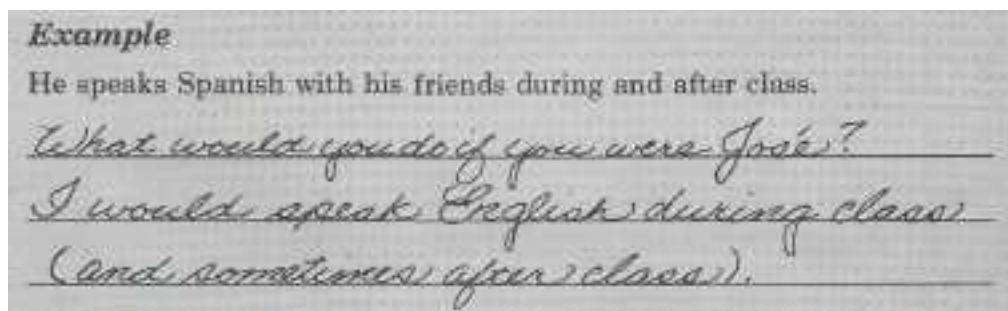 Example
He speaks Spanish with his friends during and after class.
What would you do if you were José?
I would speak English during class
(and sometimes after class).